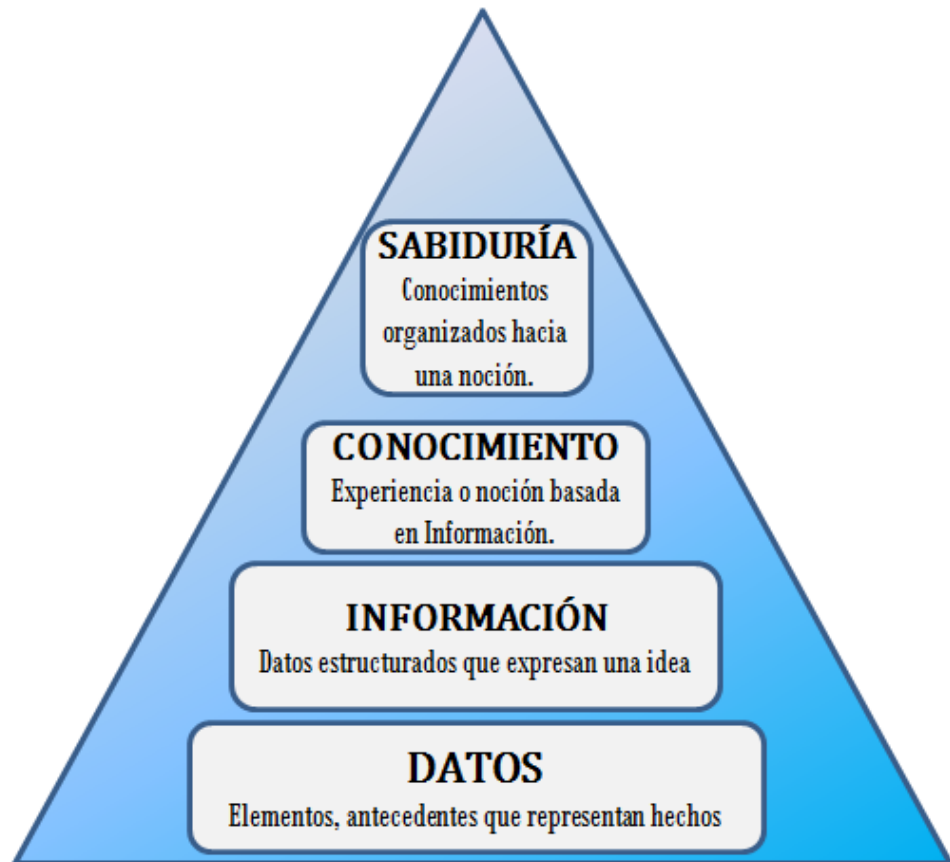 SABIDURÍA
Conocimientos
organizados hacia
una noción.
CONOCIMIENTO
Experiencia o noción basada
en Información.
INFORMACIÓN
Datos estructurados que expresan una idea
DATOS
Elementos, antecedentes que representan hechos